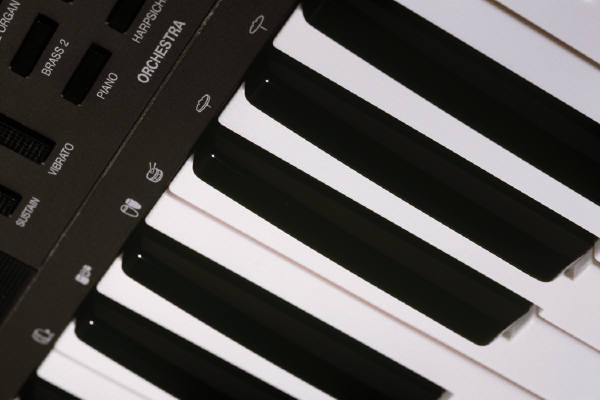 ORGAN
HARPSICH
BRASS 2
PIANO
ORCHESTRA
VIBRATO
SUSTAIN